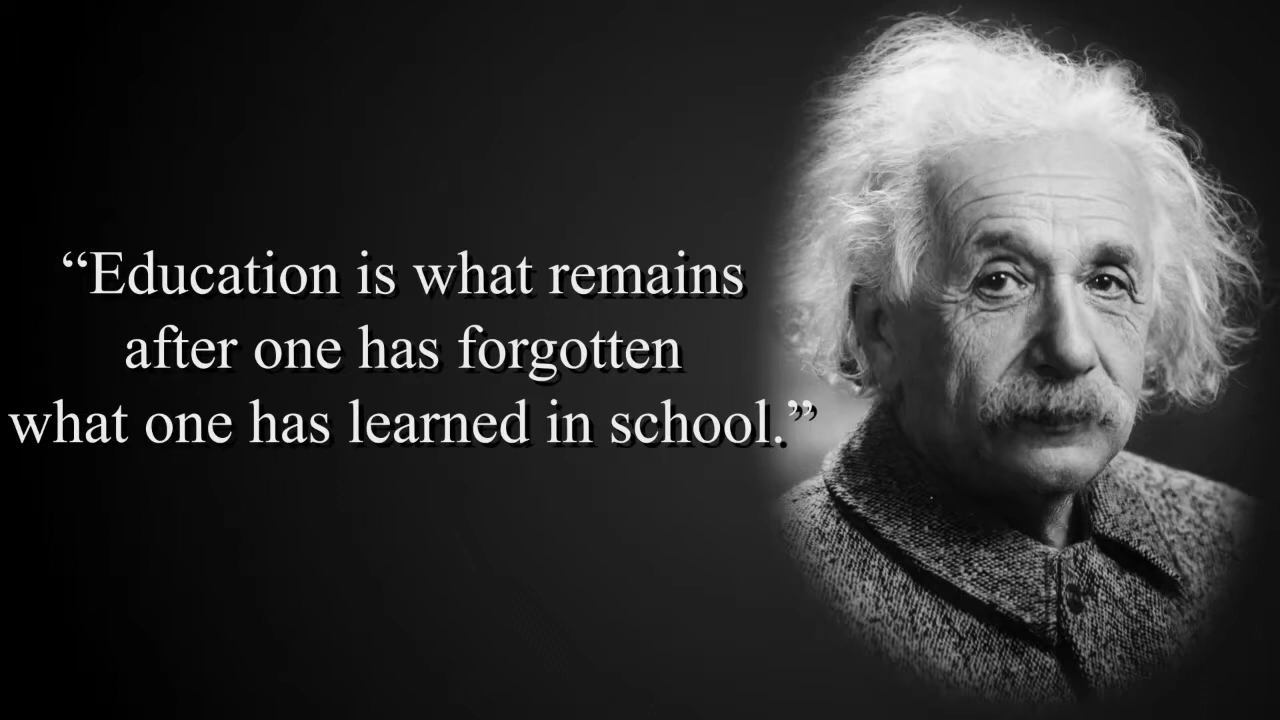 “Education is what remains
after one has forgotten
what one has learned in school.”